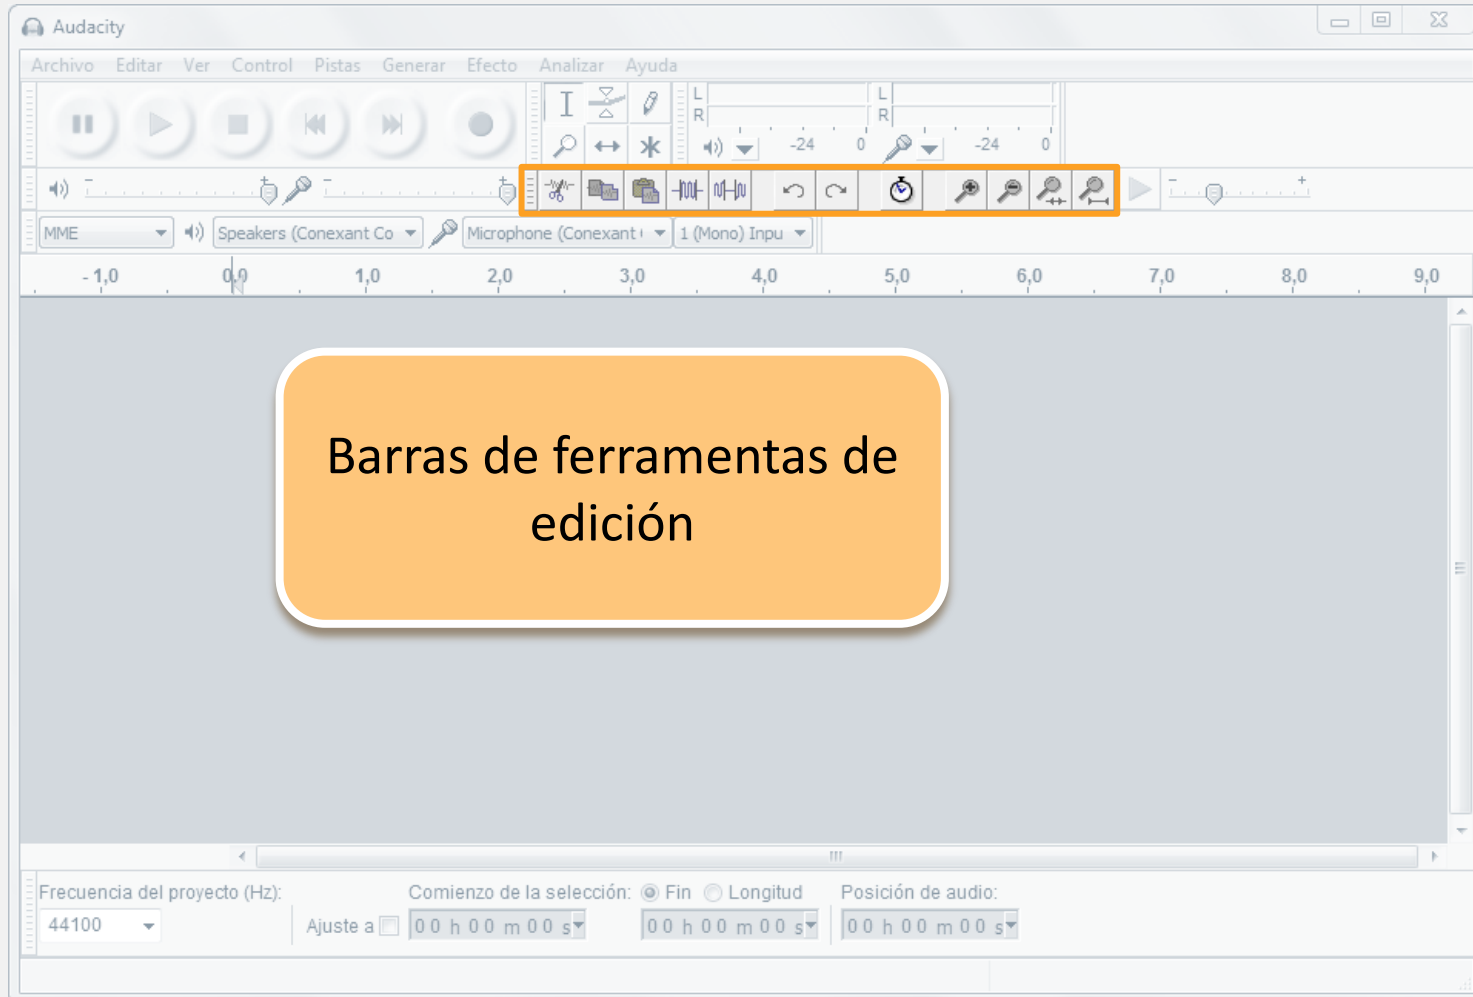 Audacity
Archivo Editar Ver Control Pistas Generar Efecto Analizar Ayuda
L L
R R
-24 0 -24 0
- + - + - +
MME Speakers (Conexant Co Microphone (Conexant 1 (Mono) Inpu
- 1,0 0,0 1,0 2,0 3,0 4,0 5,0 6,0 7,0 8,0 9,0
Barras de ferramentas de
edición
Frecuencia del proyecto (Hz): Comienzo de la selección: Fin Longitud Posición de audio:
44100 Ajuste a 00 h 00 m 00 s 00 h 00 m 00 s 00 h 00 m 00 s